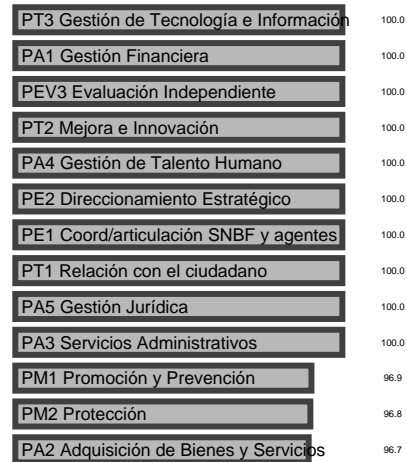 PT3 Gestión de Tecnología e Información 100.0
PA1 Gestión Financiera 100.0
PEV3 Evaluación Independiente 100.0
PT2 Mejora e Innovación 100.0
PA4 Gestión de Talento Humano 100.0
PE2 Direccionamiento Estratégico 100.0
PE1 Coord/articulación SNBF y agentes 100.0
PT1 Relación con el ciudadano 100.0
PA5 Gestión Jurídica 100.0
PA3 Servicios Administrativos 100.0
PM1 Promoción y Prevención 96.9
PM2 Protección 96.8
PA2 Adquisición de Bienes y Servicios 96.7